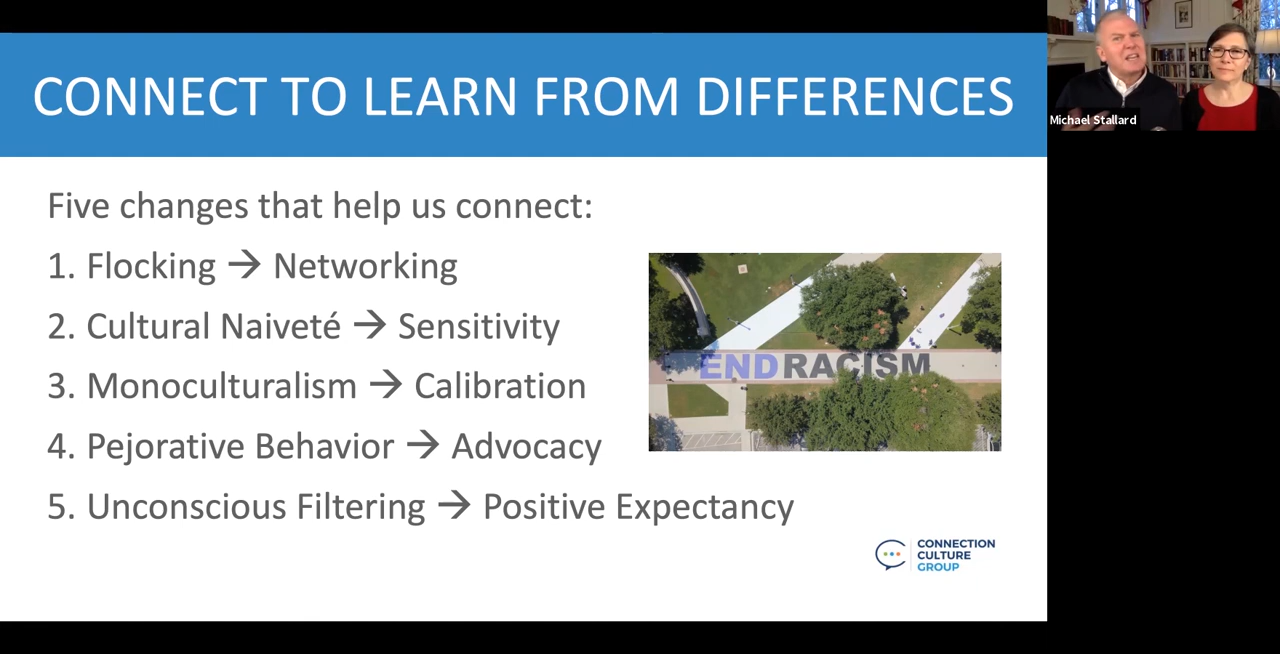 CONNECT TO LEARN FROM DIFFERENCES
Five changes that help us connect:
1. Flocking → Networking
2. Cultural Naiveté → Sensitivity
3. Monoculturalism → Calibration
4. Pejorative Behavior → Advocacy
5. Unconscious Filtering → Positive Expectancy
END RACISM
CONNECTION
CULTURE
GROUP
Michael Stallard